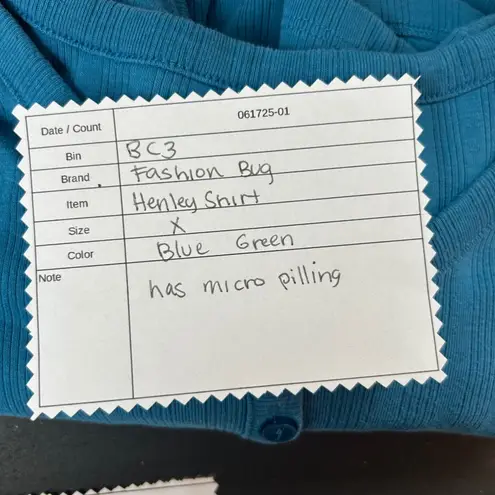 Date / Count 061725-01
Bin BC3
Brand Fashion Bug
Item Henley Shirt
Size X
Color Blue Green
Note has micro pilling